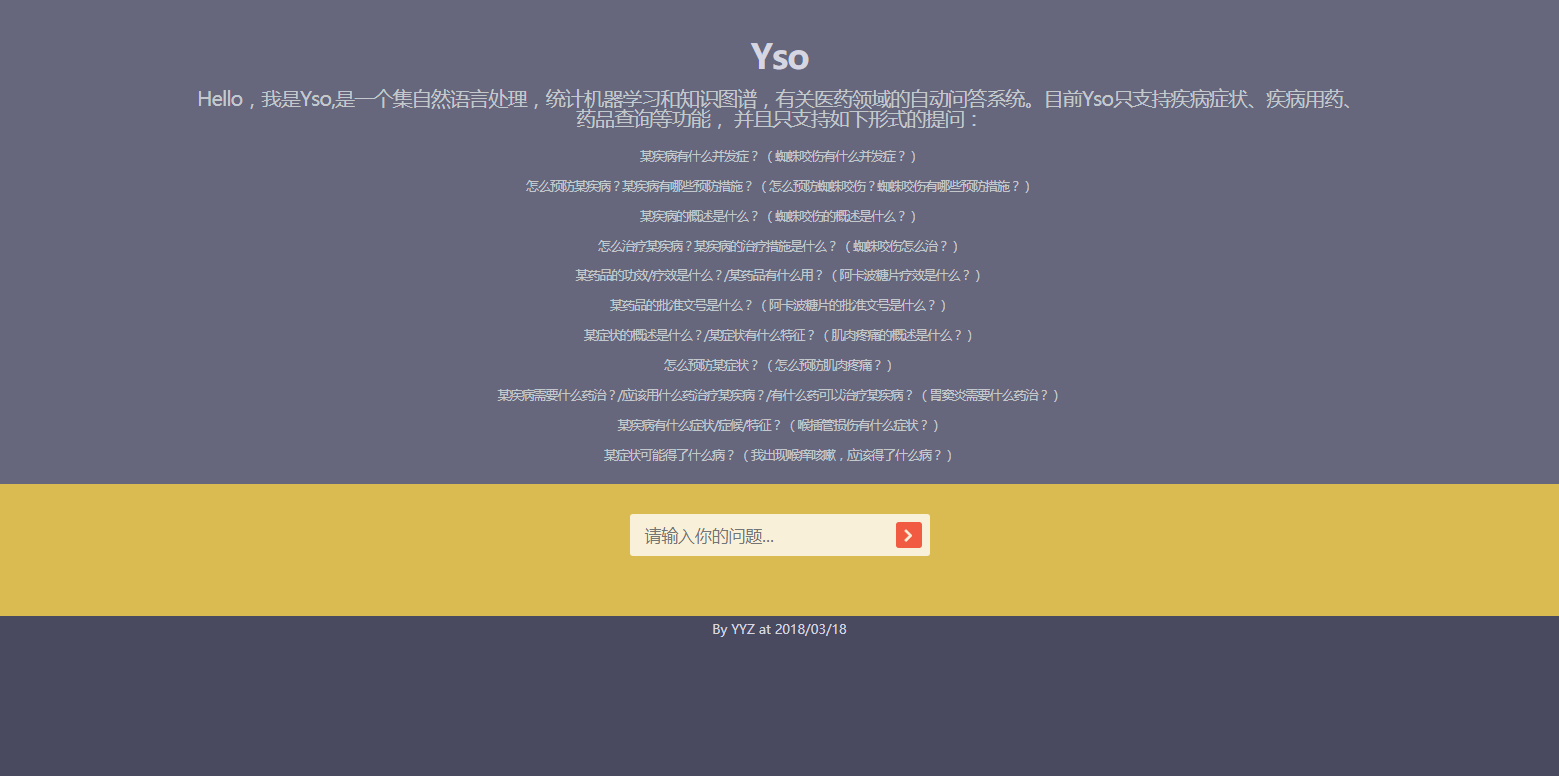 Yso
Hello，我是Yso,是一个集自然语言处理，统计机器学习和知识图谱，有关医药领域的自动问答系统。目前Yso只支持疾病症状、疾病用药、
药品查询等功能， 并且只支持如下形式的提问：
某疾病有什么并发症？（蜘蛛咬伤有什么并发症？）
怎么预防某疾病？某疾病有哪些预防措施？（怎么预防蜘蛛咬伤？蜘蛛咬伤有哪些预防措施？）
某疾病的概述是什么？（蜘蛛咬伤的概述是什么？）
怎么治疗某疾病？某疾病的治疗措施是什么？（蜘蛛咬伤怎么治？）
某药品的功效/疗效是什么？/某药品有什么用？（阿卡波糖片疗效是什么？）
某药品的批准文号是什么？（阿卡波糖片的批准文号是什么？）
某症状的概述是什么？/某症状有什么特征？（肌肉疼痛的概述是什么？）
怎么预防某症状？（怎么预防肌肉疼痛？）
某疾病需要什么药治？/应该用什么药治疗某疾病？/有什么药可以治疗某疾病？（胃窦炎需要什么药治？）
某疾病有什么症状/症候/特征？（喉插管损伤有什么症状？）
某症状可能得了什么病？（我出现喉痒咳嗽，应该得了什么病？）
请输入你的问题...
By YYZ at 2018/03/18